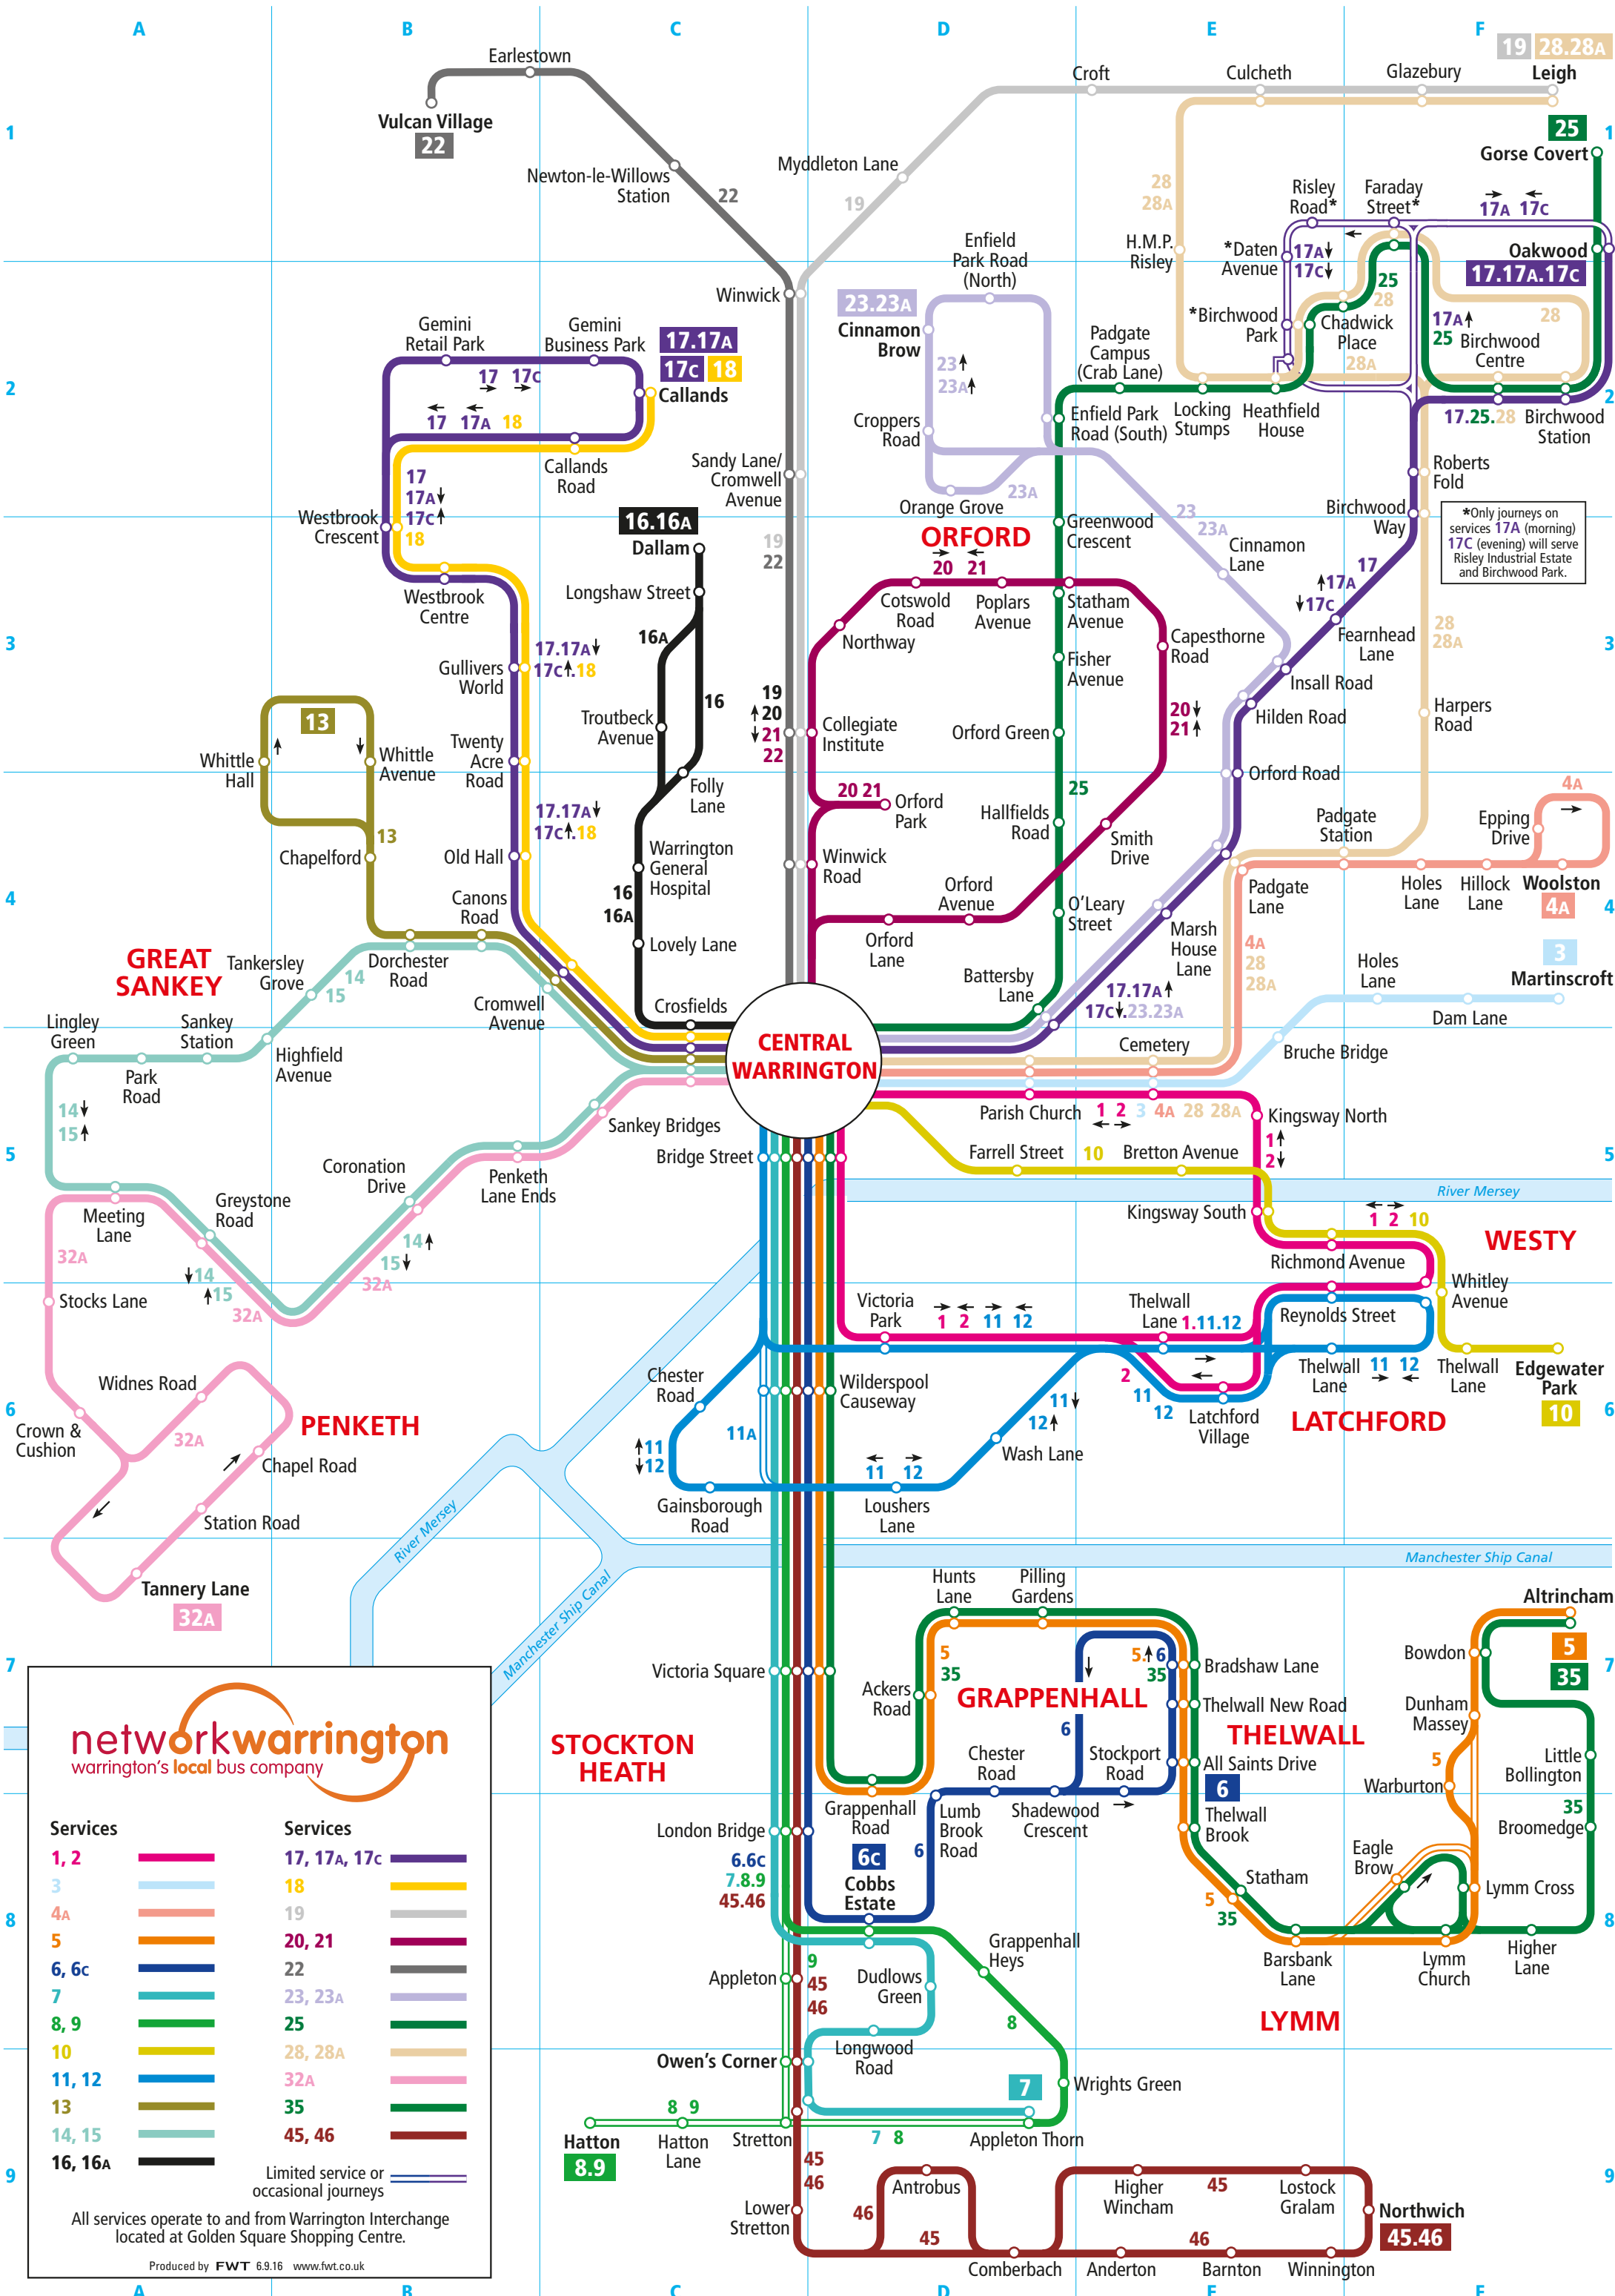 A
B
C
D
E
F
Earlestown
Vulcan Village
22
Newton-le-Willows
Station
22
Myddleton Lane
19
Croft
Culcheth
Glazebury
19 28.28A
Leigh
25
Gorse Covert
1
1
28
28A
H.M.P.
Risley
Risley
Road*
Faraday
Street*
17A 17C
*Daten
Avenue
17A
17C
Oakwood
17.17A.17C
25
28
*Birchwood
Park
Chadwick
Place
28A
17A
25
Birchwood
Centre
28
17.25.28
Birchwood
Station
Winwick
Enfield
Park Road
(North)
23.23A
Cinnamon
Brow
23
23A
Padgate
Campus
(Crab Lane)
Croppers
Road
Enfield Park
Road (South)
Locking
Stumps
Heathfield
House
Orange Grove
23A
Gemini
Retail Park
Gemini
Business Park
17.17A
17C 18
Callands
17 17C
17 17A 18
Callands
Road
2
2
Sandy Lane/
Cromwell
Avenue
17
17A
17C
18
Westbrook
Crescent
16.16A
Dallam
19
22
ORFORD
Greenwood
Crescent
23
23A
Cinnamon
Lane
Roberts
Fold
Birchwood
Way
*Only journeys on
services 17A (morning)
17C (evening) will serve
Risley Industrial Estate
and Birchwood Park.
Westbrook
Centre
Longshaw Street
16A
20 21
Cotswold
Road
Poplars
Avenue
Statham
Avenue
Northway
Capesthorne
Road
17
17A
17C
Fearnhead
Lane
28
28A
3
3
17.17A
17C.18
Gullivers
World
16
Fisher
Avenue
Insall Road
13
19
20
21
22
Troutbeck
Avenue
Collegiate
Institute
Orford Green
20
21
Hilden Road
Harpers
Road
Whittle
Hall
Whittle
Avenue
Twenty
Acre
Road
Folly
Lane
Orford Road
20 21
Orford
Park
25
Hallfields
Road
4A
Epping
Drive
13
17.17A
17C.18
Chapelford
Old Hall
Warrington
General
Hospital
Winwick
Road
Smith
Drive
Padgate
Station
Padgate
Lane
Holes
Lane
Hillock
Lane
Woolston
4A
16
16A
Canons
Road
Orford
Avenue
O'Leary
Street
4
4
Lovely Lane
Orford
Lane
Marsh
House
Lane
4A
28
28A
GREAT
SANKEY
Tankersley
Grove
14
15
Dorchester
Road
Cromwell
Avenue
Crosfields
Battersby
Lane
17.17A
17C.23.23A
3
Martinscroft
Holes
Lane
Dam Lane
Lingley
Green
Sankey
Station
Park
Road
Highfield
Avenue
CENTRAL
WARRINGTON
Cemetery
Bruche Bridge
14
15
Sankey Bridges
Parish Church
1 2 3 4A 28 28A
Kingsway North
1
2
Bridge Street
Farrell Street
10
Bretton Avenue
5
5
Coronation
Drive
Penketh
Lane Ends
River Mersey
Meeting
Lane
Greystone
Road
Kingsway South
1 2 10
WESTY
Richmond Avenue
32A
14
15
32A
14
15
32A
Stocks Lane
Victoria
Park
1 2 11 12
Thelwall
Lane
1.11.12
Reynolds Street
Whitley
Avenue
Chester
Road
Wilderspool
Causeway
2
11
12
Latchford
Village
Thelwall
Lane
11 12
Thelwall
Lane
Edgewater
Park
10
6
6
Widnes Road
PENKETH
Crown &
Cushion
32A
Chapel Road
11
12
11A
11
12
Wash Lane
LATCHFORD
11 12
Gainsborough
Road
Loushers
Lane
Station Road
River Mersey
Manchester Ship Canal
Manchester Ship Canal
Tannery Lane
32A
Hunts
Lane
Pilling
Gardens
Altrincham
5
35
5
35
5. 6
35
Bradshaw Lane
Bowdon
7
7
Victoria Square
Ackers
Road
GRAPPENHALL
Thelwall New Road
Dunham
Massey
THELWALL
6
STOCKTON
HEATH
Chester
Road
Stockport
Road
All Saints Drive
6
5
Warburton
Little
Bollington
Grappenhall
Road
Lumb
Brook
Road
Shadewood
Crescent
Thelwall
Brook
35
Broomedge
London Bridge
6.6C
7.8.9
45.46
6C
Cobbs
Estate
6
Eagle
Brow
Statham
5
35
Lymm Cross
8
8
Barsbank
Lane
Lymm
Church
Higher
Lane
9
45
46
Appleton
Dudlows
Green
Grappenhall
Heys
8
LYMM
Longwood
Road
Owen's Corner
7
Wrights Green
8 9
Hatton
8.9
Hatton
Lane
Stretton
7 8
Appleton Thorn
45
46
9
9
Lower
Stretton
Antrobus
46
45
Higher
Wincham
45
Lostock
Gralam
Northwich
45.46
46
Comberbach
Anderton
Barnton
Winnington
networkwarrington
warrington's local bus company
Services
1, 2
3
4A
5
6, 6C
7
8, 9
10
11, 12
13
14, 15
16, 16A
Services
17, 17A, 17C
18
19
20, 21
22
23, 23A
25
28, 28A
32A
35
45, 46
Limited service or
occasional journeys
All services operate to and from Warrington Interchange
located at Golden Square Shopping Centre.
Produced by FWT 6.9.16 www.fwt.co.uk
A
B
C
D
E
F